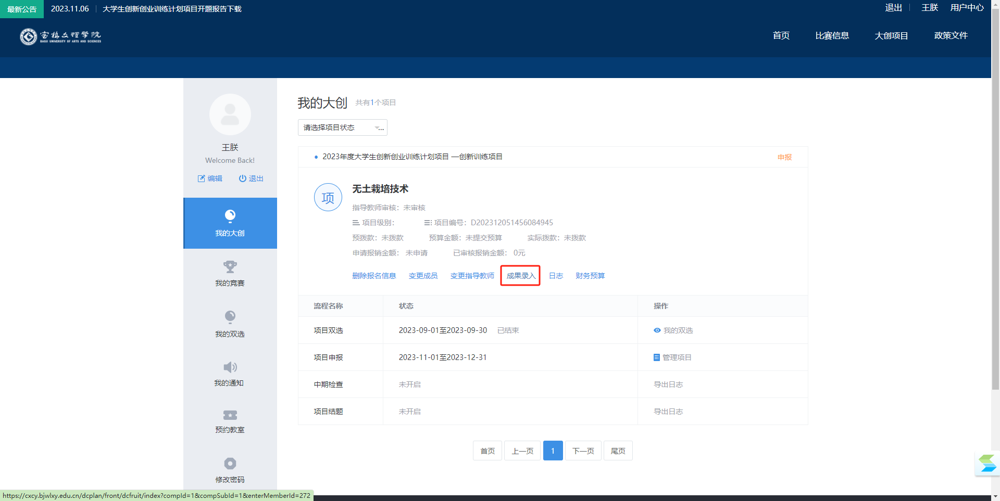 最新公告 2023.11.06 大学生创新创业训练计划项目开题报告下载 退出 王朕 用户中心
宝鸡文理学院
BAOJI UNIVERSITY OF ARTS AND SCIENCES
首页 比赛信息 大创项目 政策文件
王朕
Welcome Back!
编辑 退出
我的大创
我的竞赛
我的双选
我的通知
预约教室
修改密码
我的大创 共有1个项目
请选择项目状态 ...
2023年度大学生创新创业训练计划项目 —创新训练项目 申报
项
无土栽培技术
指导教师审核：未审核
项目级别： 项目编号：D202312051456084945
预拨款：未拨款 预算金额：未提交预算 实际拨款：未拨款
申请报销金额： 未申请 已审核报销金额： 0元
删除报名信息 变更成员 变更指导教师 成果录入 日志 财务预算
流程名称 状态 操作
项目双选 2023-09-01至2023-09-30 已结束 我的双选
项目申报 2023-11-01至2023-12-31 管理项目
中期检查 未开启 导出日志
项目结题 未开启 导出日志
首页 上一页 1 下一页 尾页
https://cxcy.bjwlxy.edu.cn/dcplan/front/dcfruit/index?compId=1&compSubId=1&enterMemberId=272